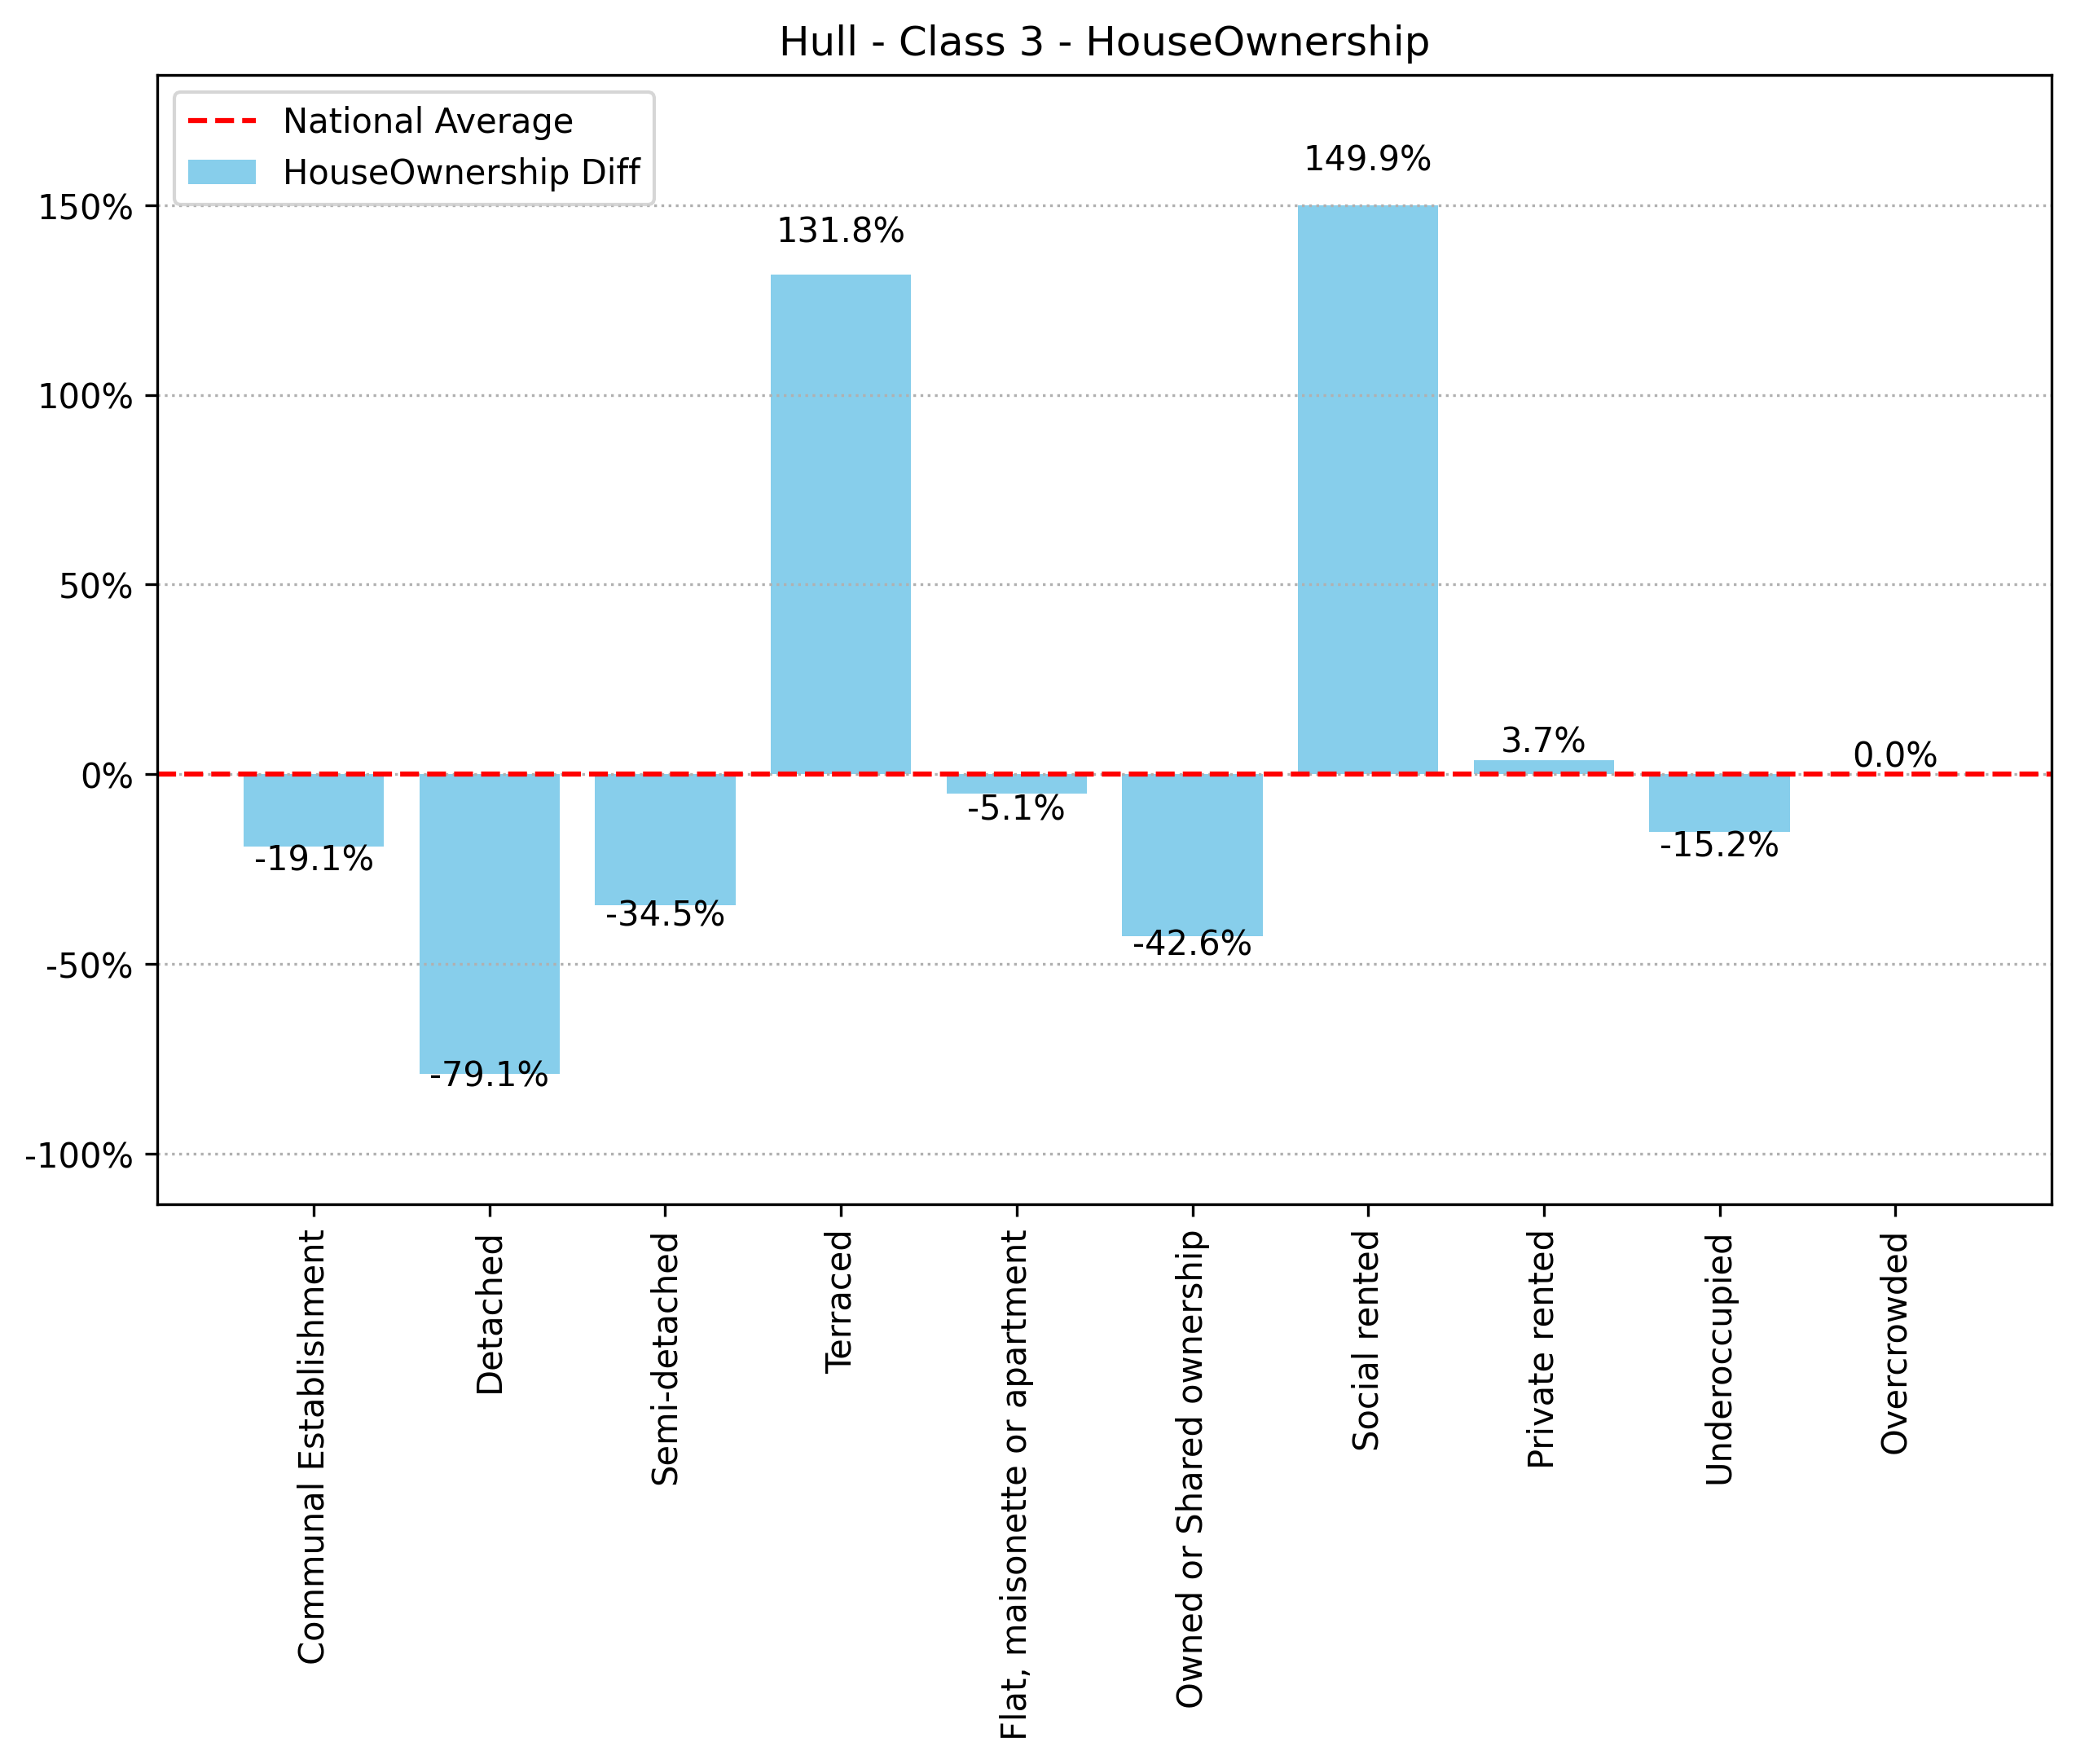 Hull - Class 3 - HouseOwnership
National Average
HouseOwnership Diff
150%
100%
50%
0%
-50%
-100%
-19.1%
-79.1%
-34.5%
131.8%
-5.1%
-42.6%
149.9%
3.7%
-15.2%
0.0%
Communal Establishment
Detached
Semi-detached
Terraced
Flat, maisonette or apartment
Owned or Shared ownership
Social rented
Private rented
Underoccupied
Overcrowded